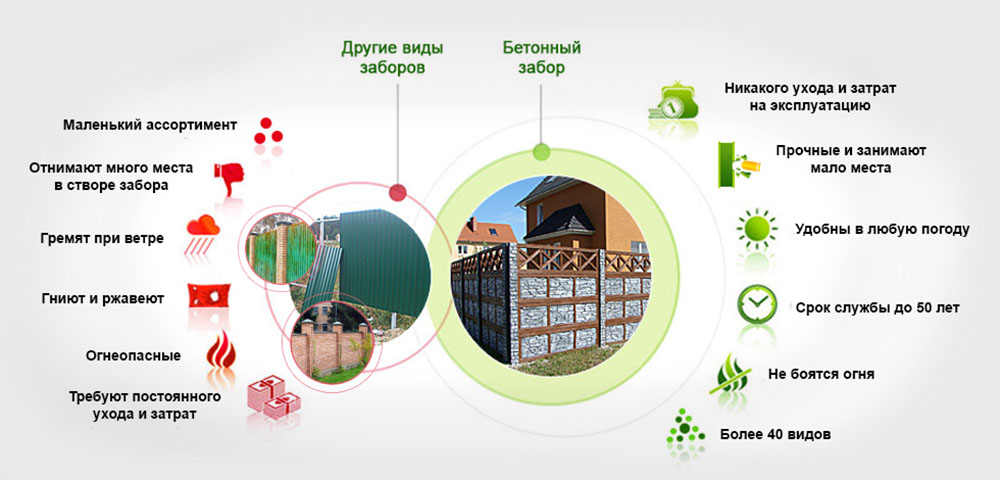 Другие виды
заборов
Бетонный
забор
Маленький ассортимент
Отнимают много места
в створе забора
Гремят при ветре
Гниют и ржавеют
Огнеопасные
Требуют постоянного
ухода и затрат
Никакого ухода и затрат
на эксплуатацию
Прочные и занимают
мало места
Удобны в любую погоду
Срок службы до 50 лет
Не боятся огня
Более 40 видов